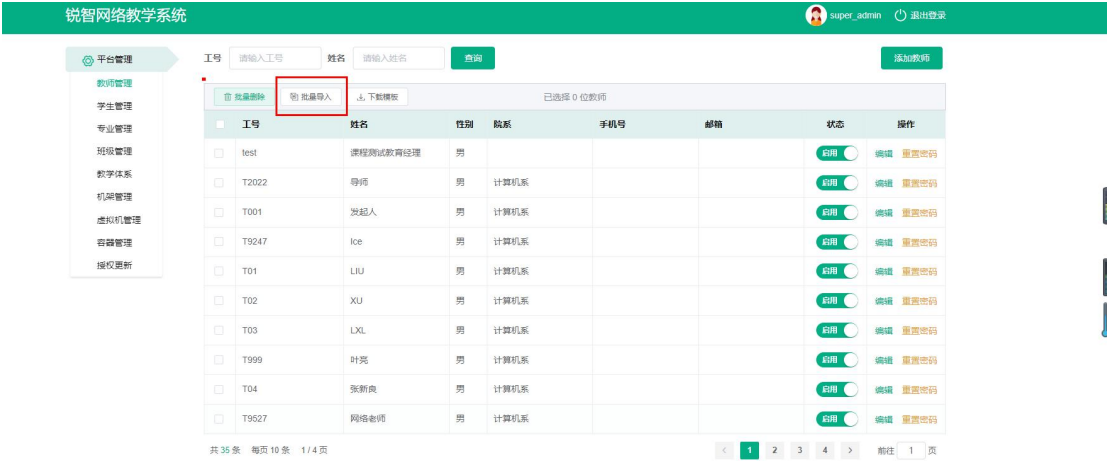 锐智网络教学系统 super_admin 退出登录
平台管理
教师管理
学生管理
专业管理
班级管理
教学体系
机架管理
虚拟机管理
容器管理
授权更新
工号 请输入工号 姓名 请输入姓名 查询 添加教师
批量删除 批量导入 下载模板 已选择 0 位教师
工号 姓名 性别 院系 手机号 邮箱 状态 操作
test 课程测试教育经理 男 启用 编辑 重置密码
T2022 导师 男 计算机系 启用 编辑 重置密码
T001 发起人 男 计算机系 启用 编辑 重置密码
T9247 Ice 男 计算机系 启用 编辑 重置密码
T01 LIU 男 计算机系 启用 编辑 重置密码
T02 XU 男 计算机系 启用 编辑 重置密码
T03 LXL 男 计算机系 启用 编辑 重置密码
T999 叶亮 男 计算机系 启用 编辑 重置密码
T04 张新良 男 计算机系 启用 编辑 重置密码
T9527 网络老师 男 计算机系 启用 编辑 重置密码
共 35 条 每页 10 条 1 / 4 页 1 2 3 4 前往 1 页